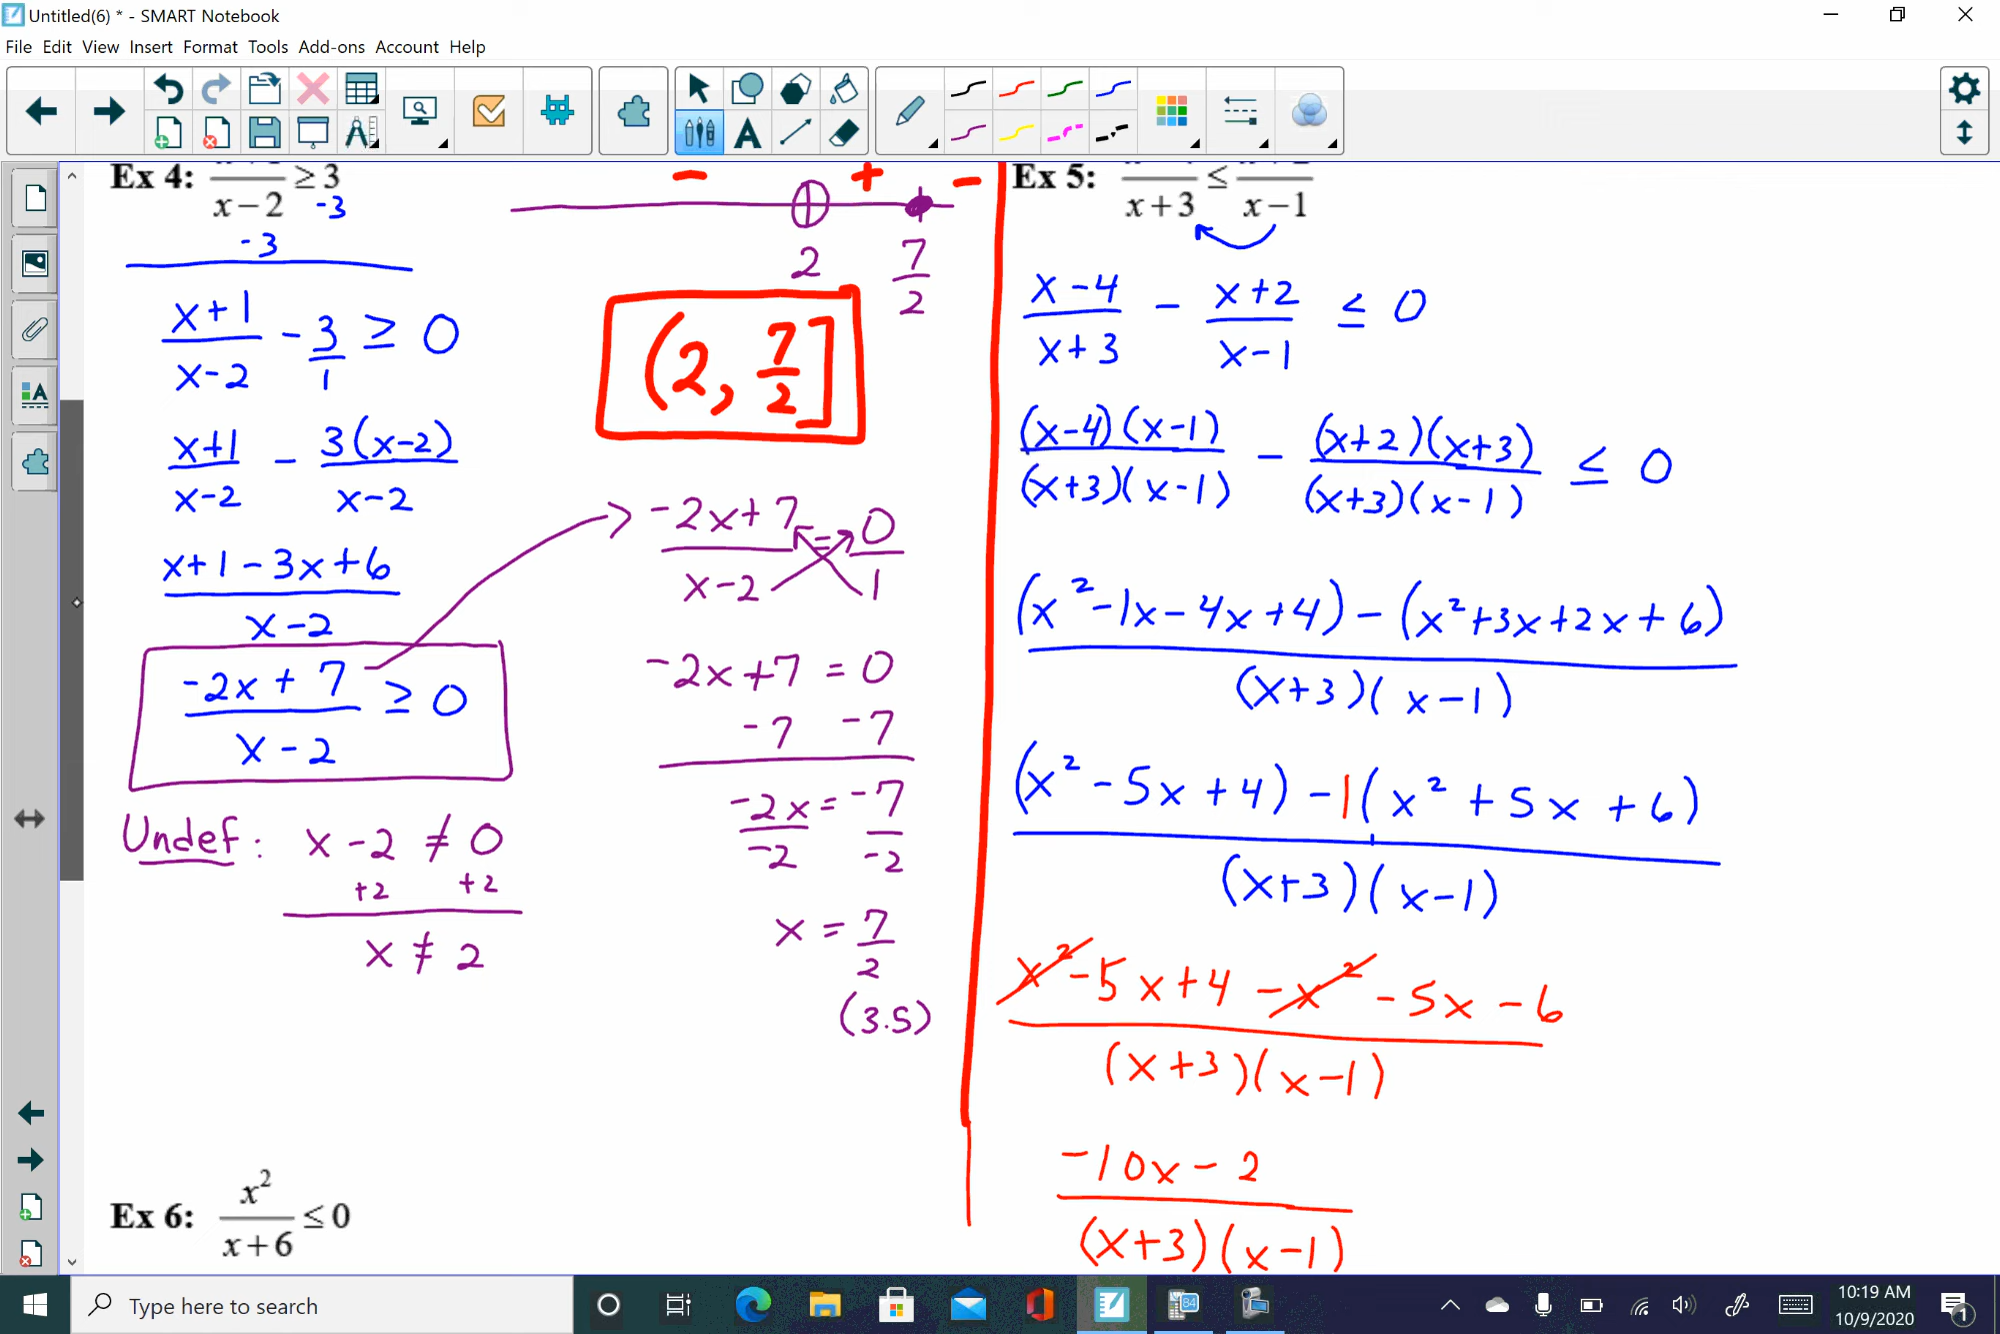 Untitled(6) * - SMART Notebook
File Edit View Insert Format Tools Add-ons Account Help
Ex 4: ―/(x−2) ≥ 3
-3
-3
(x+1)/(x-2) - 3/1 ≥ 0
(x+1)/(x-2) - 3(x-2)/(x-2)
(x+1-3x+6)/(x-2)
(-2x+7)/(x-2) ≥ 0
Undef: x-2 ≠ 0
+2 +2
x ≠ 2
- + -
2 7/2
(2, 7/2]
(-2x+7)/(x-2) = 0/1
-2x+7 = 0
-7 -7
-2x/-2 = -7/-2
x = 7/2
(3.5)
Ex 5: ―/(x+3) ≤ ―/(x−1)
(x-4)/(x+3) - (x+2)/(x-1) ≤ 0
(x-4)(x-1)/(x+3)(x-1) - (x+2)(x+3)/(x+3)(x-1) ≤ 0
(x²-1x-4x+4)-(x²+3x+2x+6)
(x+3)(x-1)
(x²-5x+4)-1(x²+5x+6)
(x+3)(x-1)
x²-5x+4-x²-5x-6
(x+3)(x-1)
-10x-2
(x+3)(x-1)
Ex 6: x²/(x+6) ≤ 0
Type here to search
84
10:19 AM
10/9/2020
1